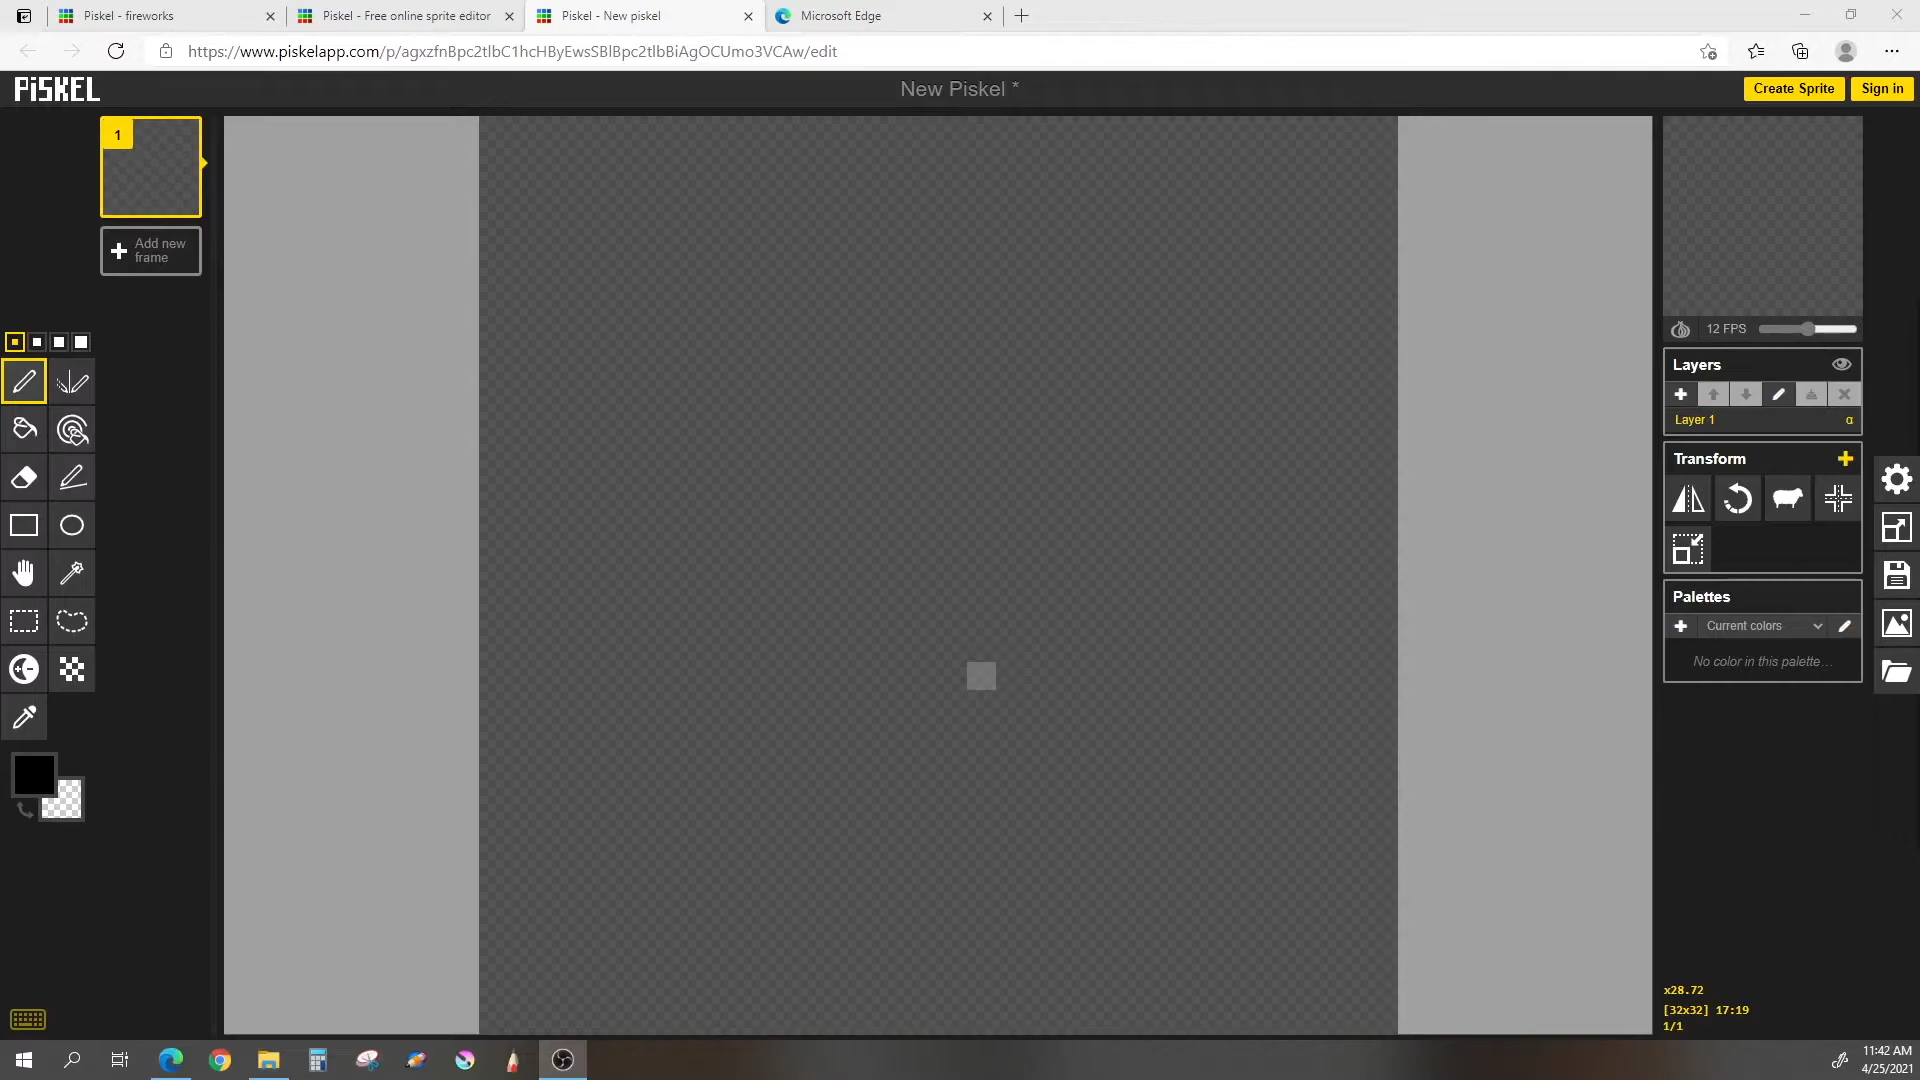 Piskel - fireworks
Piskel - Free online sprite editor
Piskel - New piskel
Microsoft Edge
https://www.piskelapp.com/p/agxzfnBpc2tlbC1hcHByEwsSBlBpc2tlbBiAgOCUmo3VCAw/edit
PiSKEL
New Piskel *
Create Sprite
Sign in
1
Add new
frame
12 FPS
Layers
Layer 1
α
Transform
Palettes
Current colors
No color in this palette...
x28.72
[32x32] 17:19
1/1
11:42 AM
4/25/2021